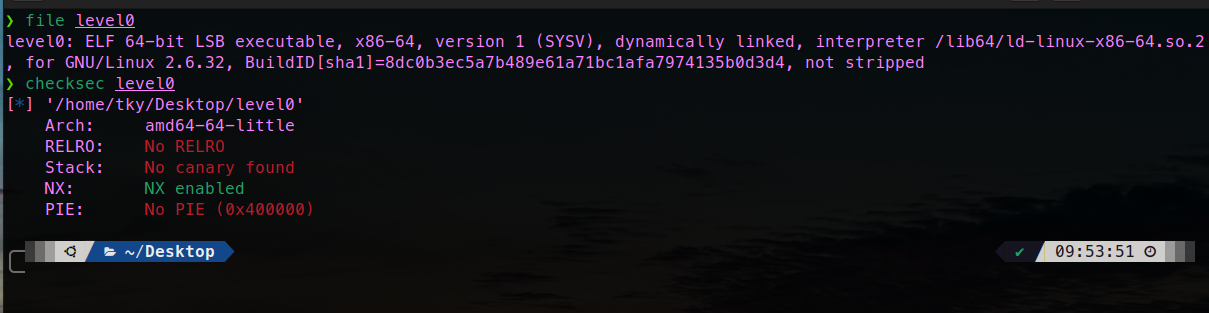 ❯ file level0
level0: ELF 64-bit LSB executable, x86-64, version 1 (SYSV), dynamically linked, interpreter /lib64/ld-linux-x86-64.so.2
, for GNU/Linux 2.6.32, BuildID[sha1]=8dc0b3ec5a7b489e61a71bc1afa7974135b0d3d4, not stripped
❯ checksec level0
[*] '/home/tky/Desktop/level0'
Arch: amd64-64-little
RELRO: No RELRO
Stack: No canary found
NX: NX enabled
PIE: No PIE (0x400000)
~/Desktop ✔ 09:53:51